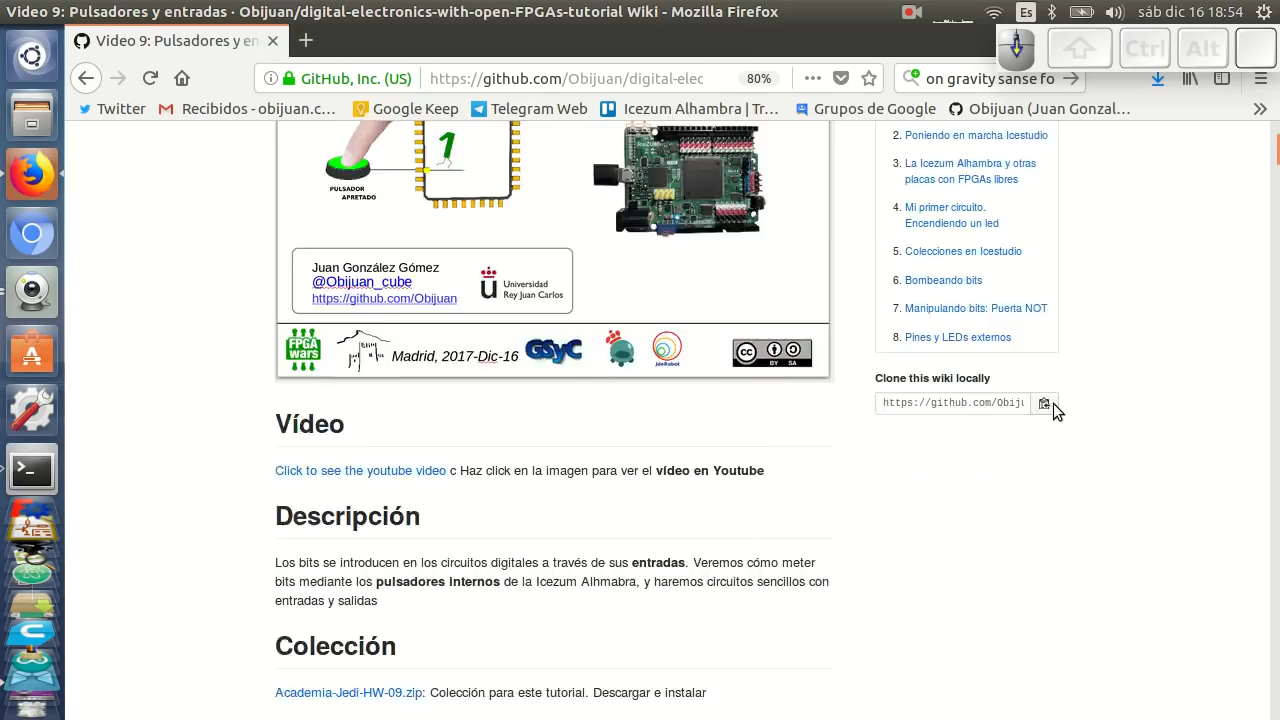 Video 9: Pulsadores y entradas · Obijuan/digital-electronics-with-open-FPGAs-tutorial Wiki - Mozilla Firefox
Es
sáb dic 16 18:54
Video 9: Pulsadores y en
Ctrl
Alt
GitHub, Inc. (US)
https://github.com/Obijuan/digital-elec
80%
on gravity sanse fo
Twitter
Recibidos - obijuan.c…
Google Keep
Telegram Web
Icezum Alhambra | Tr…
Grupos de Google
Obijuan (Juan Gonzal…
1
PULSADOR
APRETADO
Juan González Gómez
@Obijuan_cube
https://github.com/Obijuan
Universidad
Rey Juan Carlos
FPGA
wars
Madrid, 2017-Dic-16
GSyC
JdeRobot
cc
BY SA
2. Poniendo en marcha Icestudio
3. La Icezum Alhambra y otras
placas con FPGAs libres
4. Mi primer circuito.
Encendiendo un led
5. Colecciones en Icestudio
6. Bombeando bits
7. Manipulando bits: Puerta NOT
8. Pines y LEDs externos
Clone this wiki locally
https://github.com/Obiju
Vídeo
Click to see the youtube video c Haz click en la imagen para ver el vídeo en Youtube
Descripción
Los bits se introducen en los circuitos digitales a través de sus entradas. Veremos cómo meter
bits mediante los pulsadores internos de la Icezum Alhmabra, y haremos circuitos sencillos con
entradas y salidas
Colección
Academia-Jedi-HW-09.zip: Colección para este tutorial. Descargar e instalar